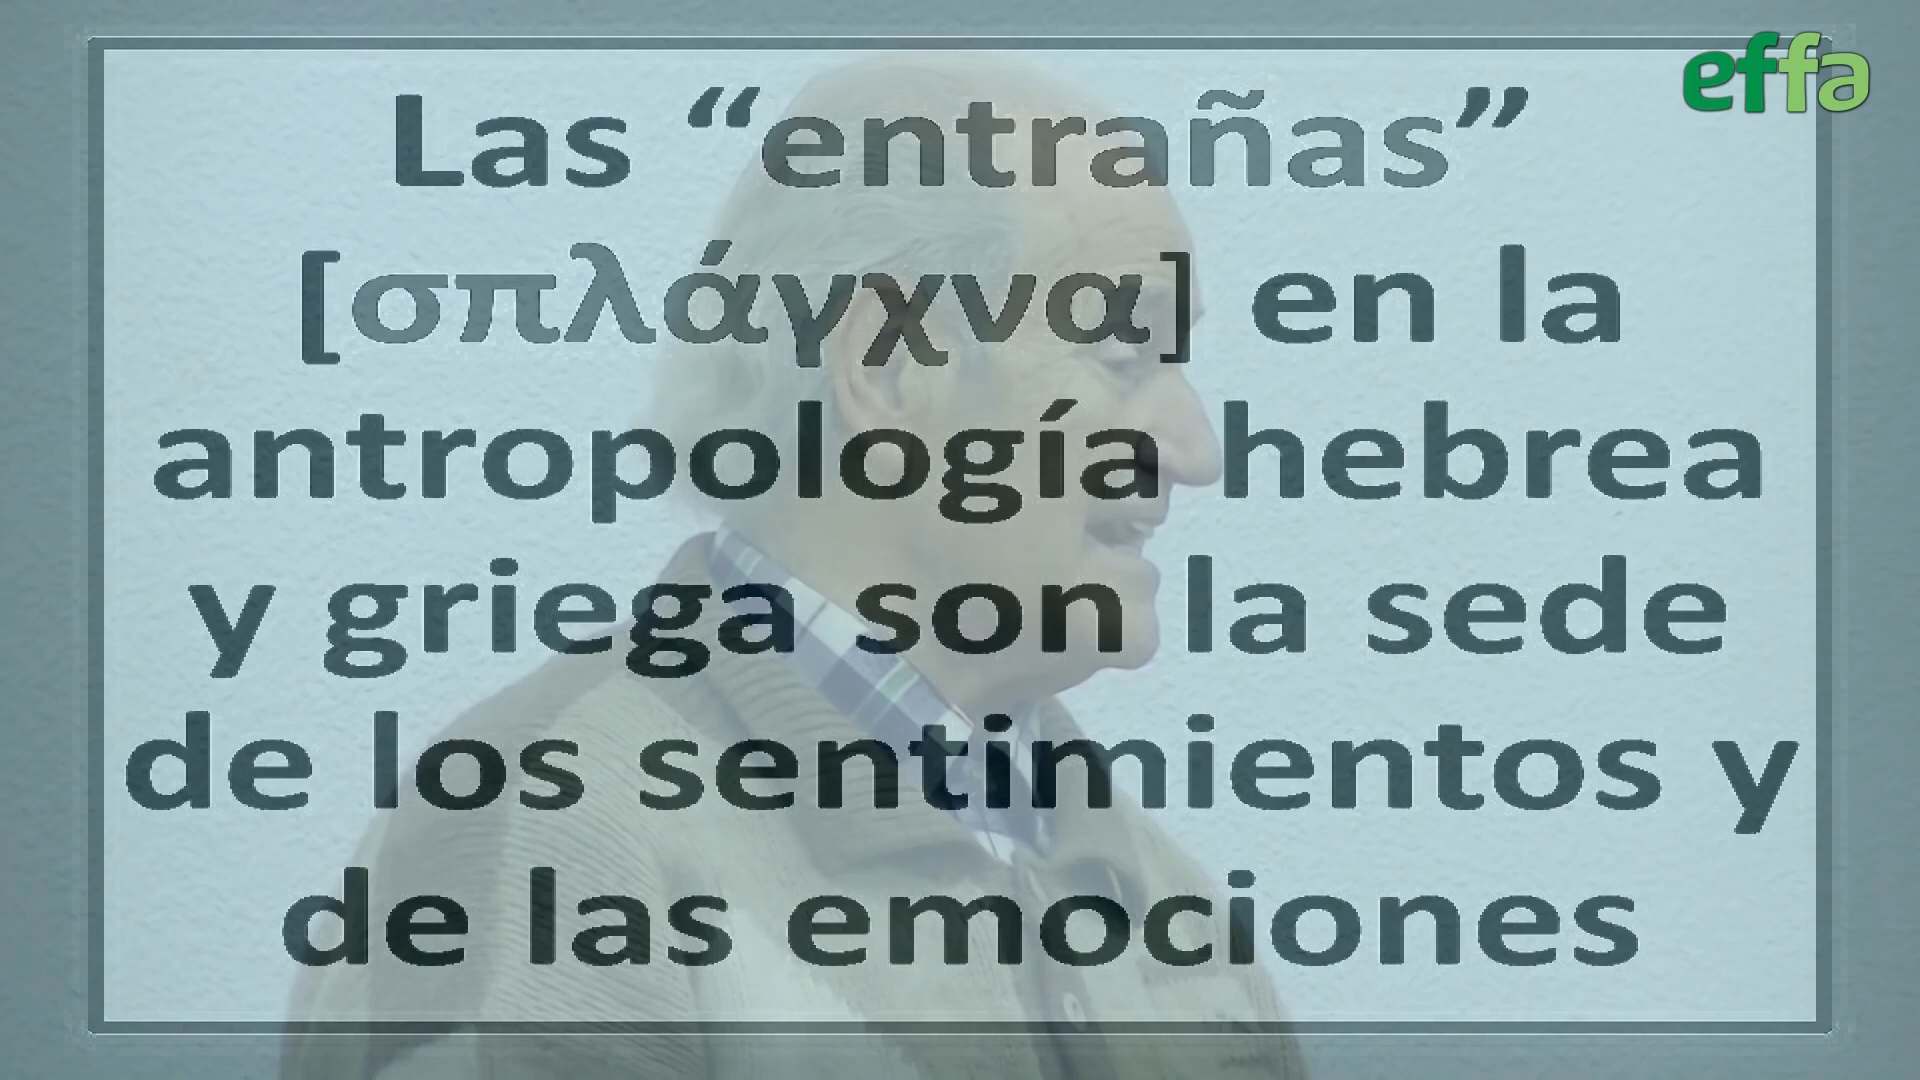 effa
Las “entrañas”
[σπλάγχνα] en la
antropología hebrea
y griega son la sede
de los sentimientos y
de las emociones